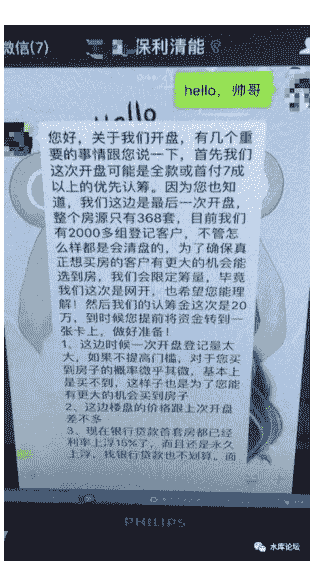 微信(7)
保利清能
hello，帅哥
Hello
您好，关于我们开盘，有几个重
要的事情跟您说一下，首先我们
这次开盘可能是全款或首付7成
以上的优先认筹。因为您也知
道，我们这边是最后一次开盘，
整个房源只有368套，目前我们
有2000多组登记客户，不管怎
么样都是会清盘的，为了确保真
正想买房的客户有更大的机会能
选到房，我们会限定筹量，毕竟
我们这次是网开，也希望您能理
解！然后我们的认筹金这次是20
万，到时候您提前将资金转到一
张卡上，做好准备！
1、这边时候一次开盘登记量太
大，如果不提高门槛，对于您买
到房子的概率微乎其微，基本上
是买不到，这样子也是为了您能
有更大的机会买到房子
2、这边楼盘的价格跟上次开盘
差不多
3、现在银行贷款首套房都已经
利率上浮15%了，而且还是永久
上浮，找银行贷款也不划算。而
PHILIPS
水库论坛